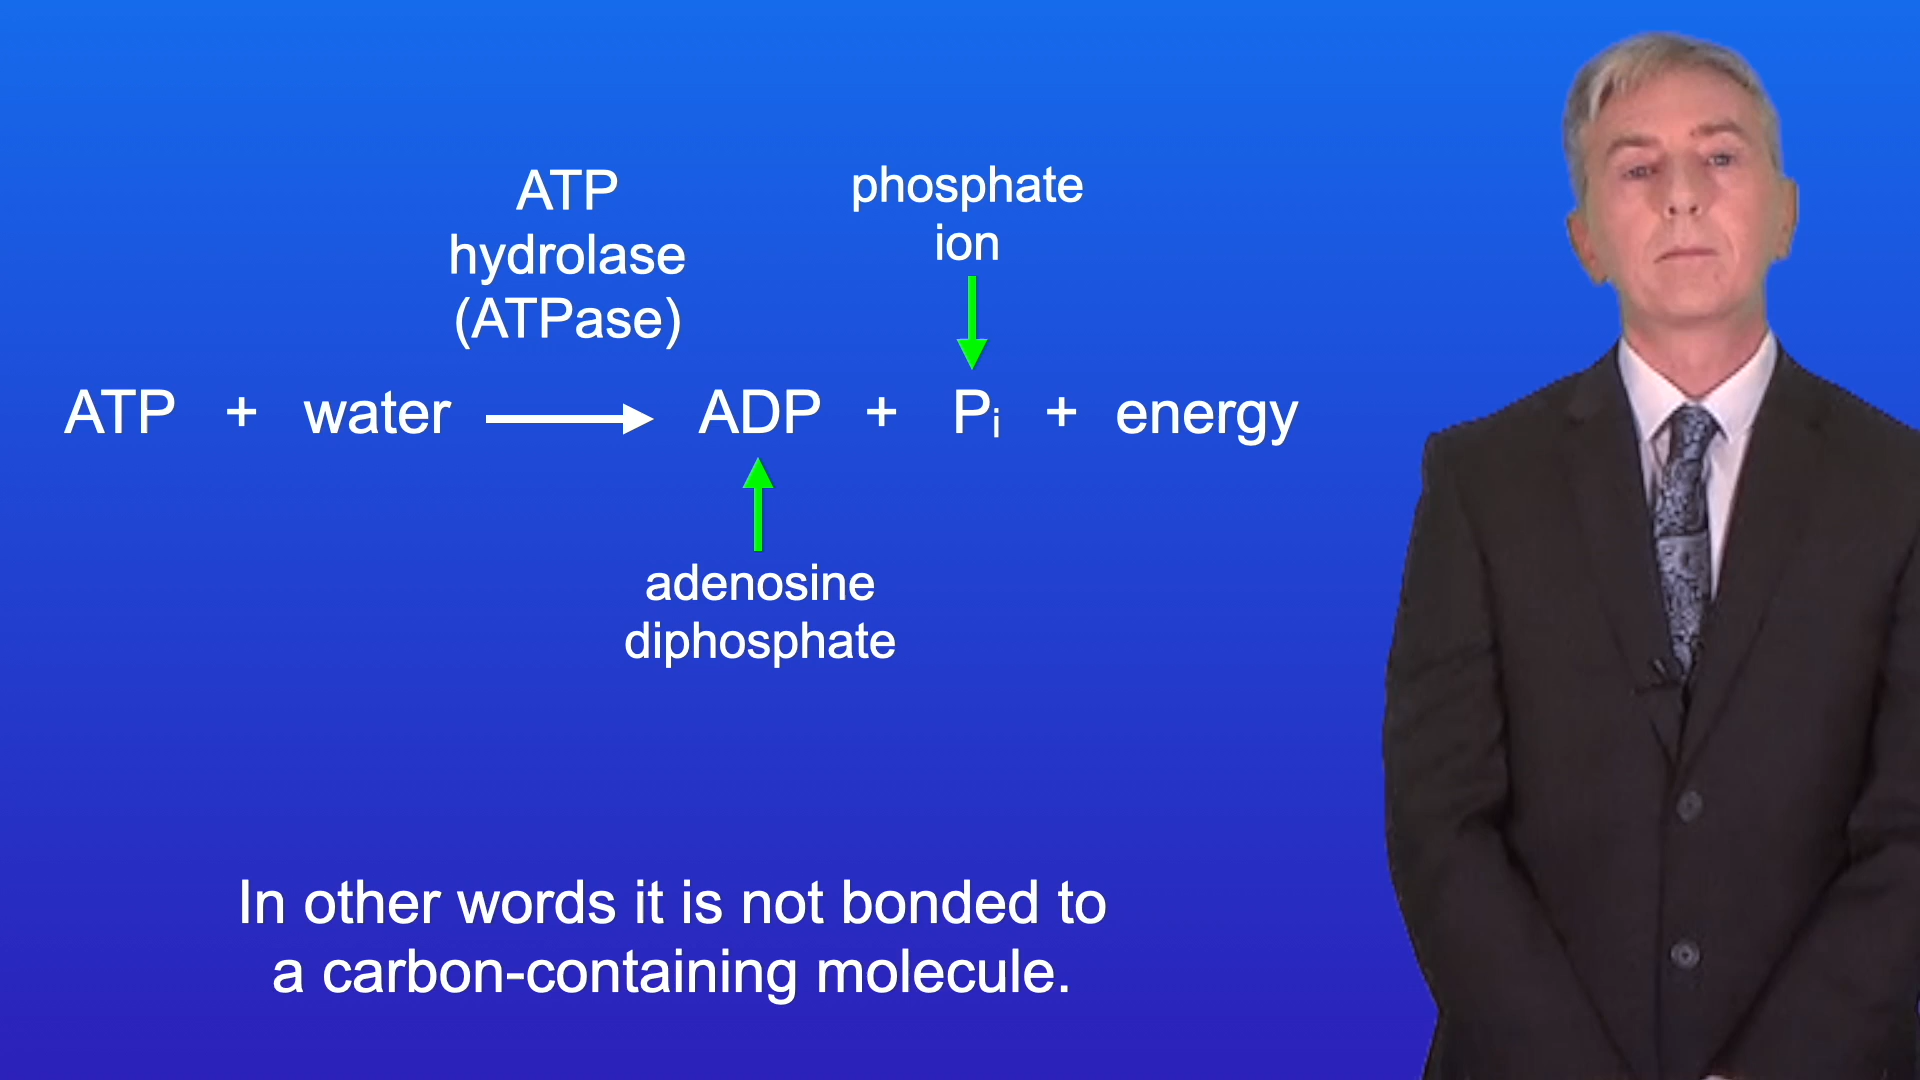 ATP
hydrolase
(ATPase)
phosphate
ion
ATP + water ⟶ ADP + Pᵢ + energy
adenosine
diphosphate
In other words it is not bonded to
a carbon-containing molecule.